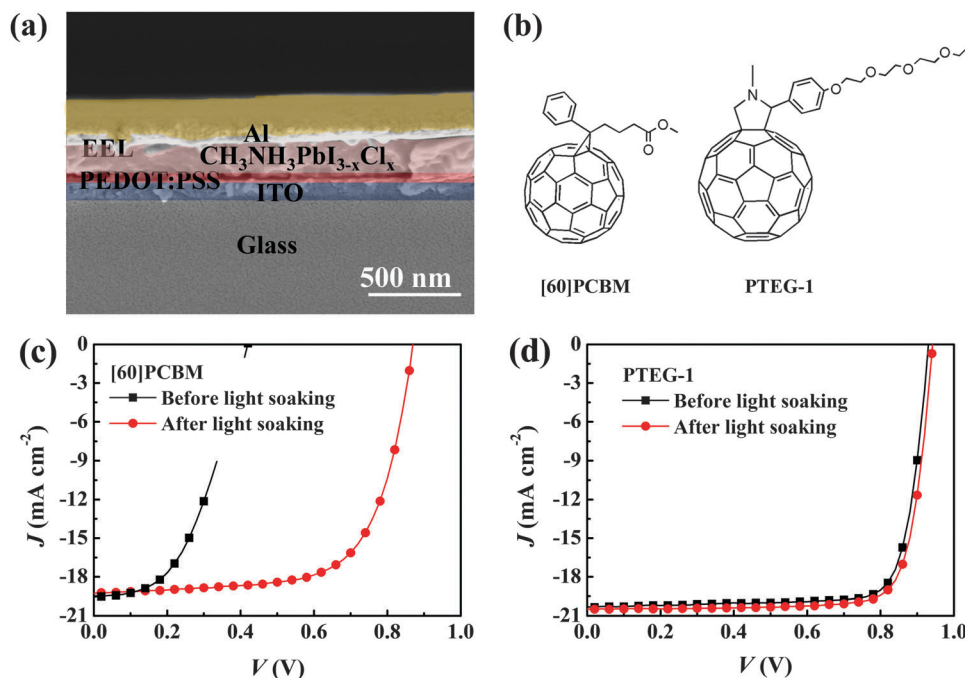 (a)
Al
EEL
CH₃NH₃PbI₃₋ₓClₓ
PEDOT:PSS
ITO
Glass
500 nm
(b)
N
O
O
O
O
O
O
[60]PCBM
PTEG-1
(c)
[60]PCBM
Before light soaking
After light soaking
0
-3
-6
-9
-12
-15
-18
-21
J (mA cm⁻²)
0.0 0.2 0.4 0.6 0.8 1.0
V (V)
(d)
PTEG-1
Before light soaking
After light soaking
0
-3
-6
-9
-12
-15
-18
-21
J (mA cm⁻²)
0.0 0.2 0.4 0.6 0.8 1.0
V (V)